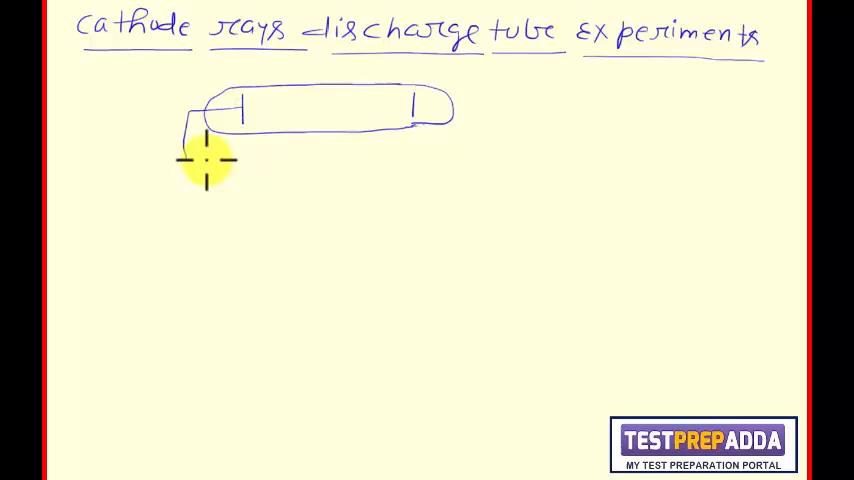 cathode rays discharge tube experiments
TESTPREPADDA
MY TEST PREPARATION PORTAL